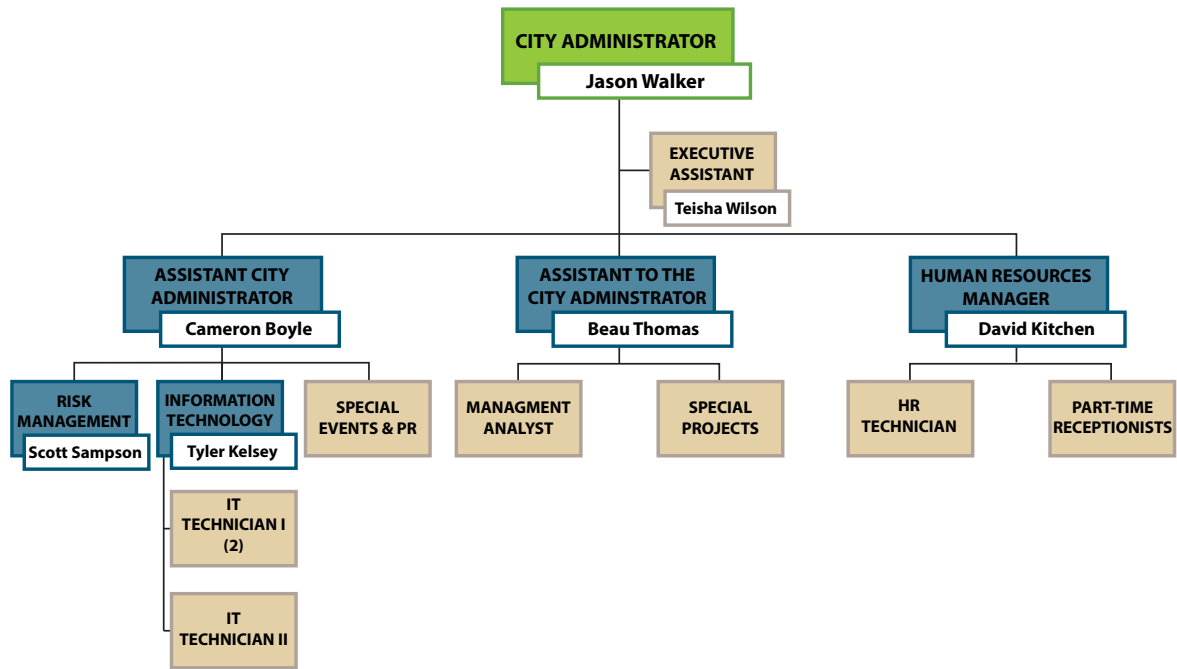 CITY ADMINISTRATOR
Jason Walker
EXECUTIVE
ASSISTANT
Teisha Wilson
ASSISTANT CITY
ADMINISTRATOR
Cameron Boyle
ASSISTANT TO THE
CITY ADMINSTRATOR
Beau Thomas
HUMAN RESOURCES
MANAGER
David Kitchen
RISK
MANAGEMENT
Scott Sampson
INFORMATION
TECHNOLOGY
Tyler Kelsey
SPECIAL
EVENTS & PR
MANAGMENT
ANALYST
SPECIAL
PROJECTS
HR
TECHNICIAN
PART-TIME
RECEPTIONISTS
IT
TECHNICIAN I
(2)
IT
TECHNICIAN II